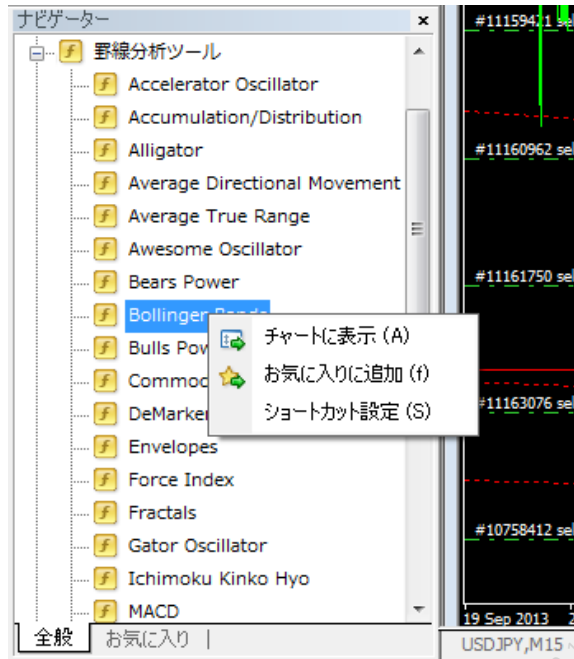 ナビゲーター
罫線分析ツール
Accelerator Oscillator
Accumulation/Distribution
Alligator
Average Directional Movement
Average True Range
Awesome Oscillator
Bears Power
Bollinger
Bulls Pow
チャートに表示 (A)
Commod
お気に入りに追加 (f)
DeMarker
ショートカット設定 (S)
Envelopes
Force Index
Fractals
Gator Oscillator
Ichimoku Kinko Hyo
MACD
全般
お気に入り
#11159421 sel
#11160962 sel
#11161750 sel
#11163076 sel
#10758412 sel
19 Sep 2013
USDJPY,M15